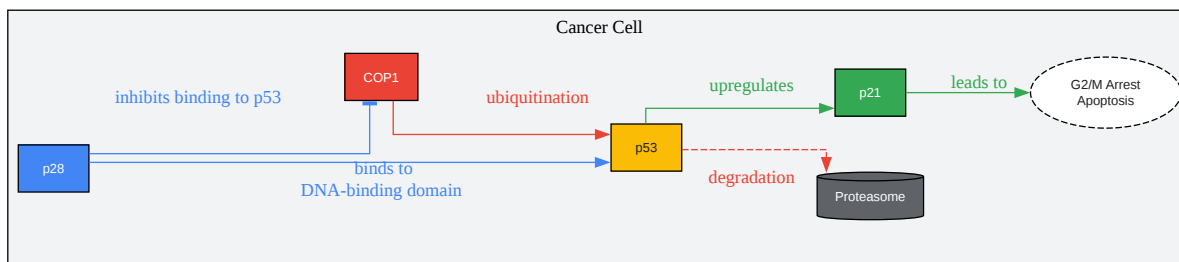 Cancer Cell
COP1
inhibits binding to p53
ubiquitination
upregulates
p21
leads to
G2/M Arrest
Apoptosis
p28
binds to
DNA-binding domain
p53
degradation
Proteasome